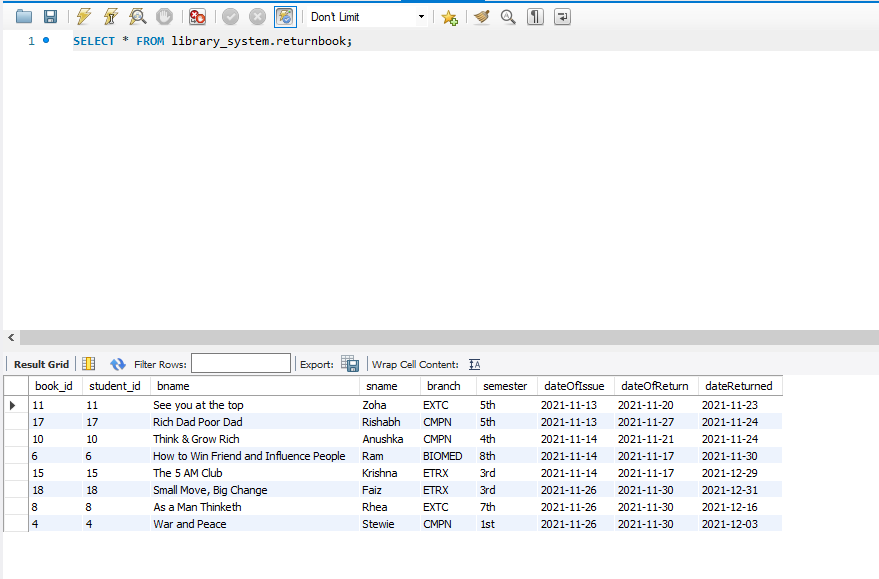 Don't Limit
1 SELECT * FROM library_system.returnbook;
Result Grid Filter Rows: Export: Wrap Cell Content:
book_id student_id bname sname branch semester dateOfIssue dateOfReturn dateReturned
11 11 See you at the top Zoha EXTC 5th 2021-11-13 2021-11-20 2021-11-23
17 17 Rich Dad Poor Dad Rishabh CMPN 5th 2021-11-13 2021-11-27 2021-11-24
10 10 Think & Grow Rich Anushka CMPN 4th 2021-11-14 2021-11-21 2021-11-24
6 6 How to Win Friend and Influence People Ram BIOMED 8th 2021-11-14 2021-11-17 2021-11-30
15 15 The 5 AM Club Krishna ETRX 3rd 2021-11-14 2021-11-17 2021-12-29
18 18 Small Move, Big Change Faiz ETRX 3rd 2021-11-26 2021-11-30 2021-12-31
8 8 As a Man Thinketh Rhea EXTC 7th 2021-11-26 2021-11-30 2021-12-16
4 4 War and Peace Stewie CMPN 1st 2021-11-26 2021-11-30 2021-12-03